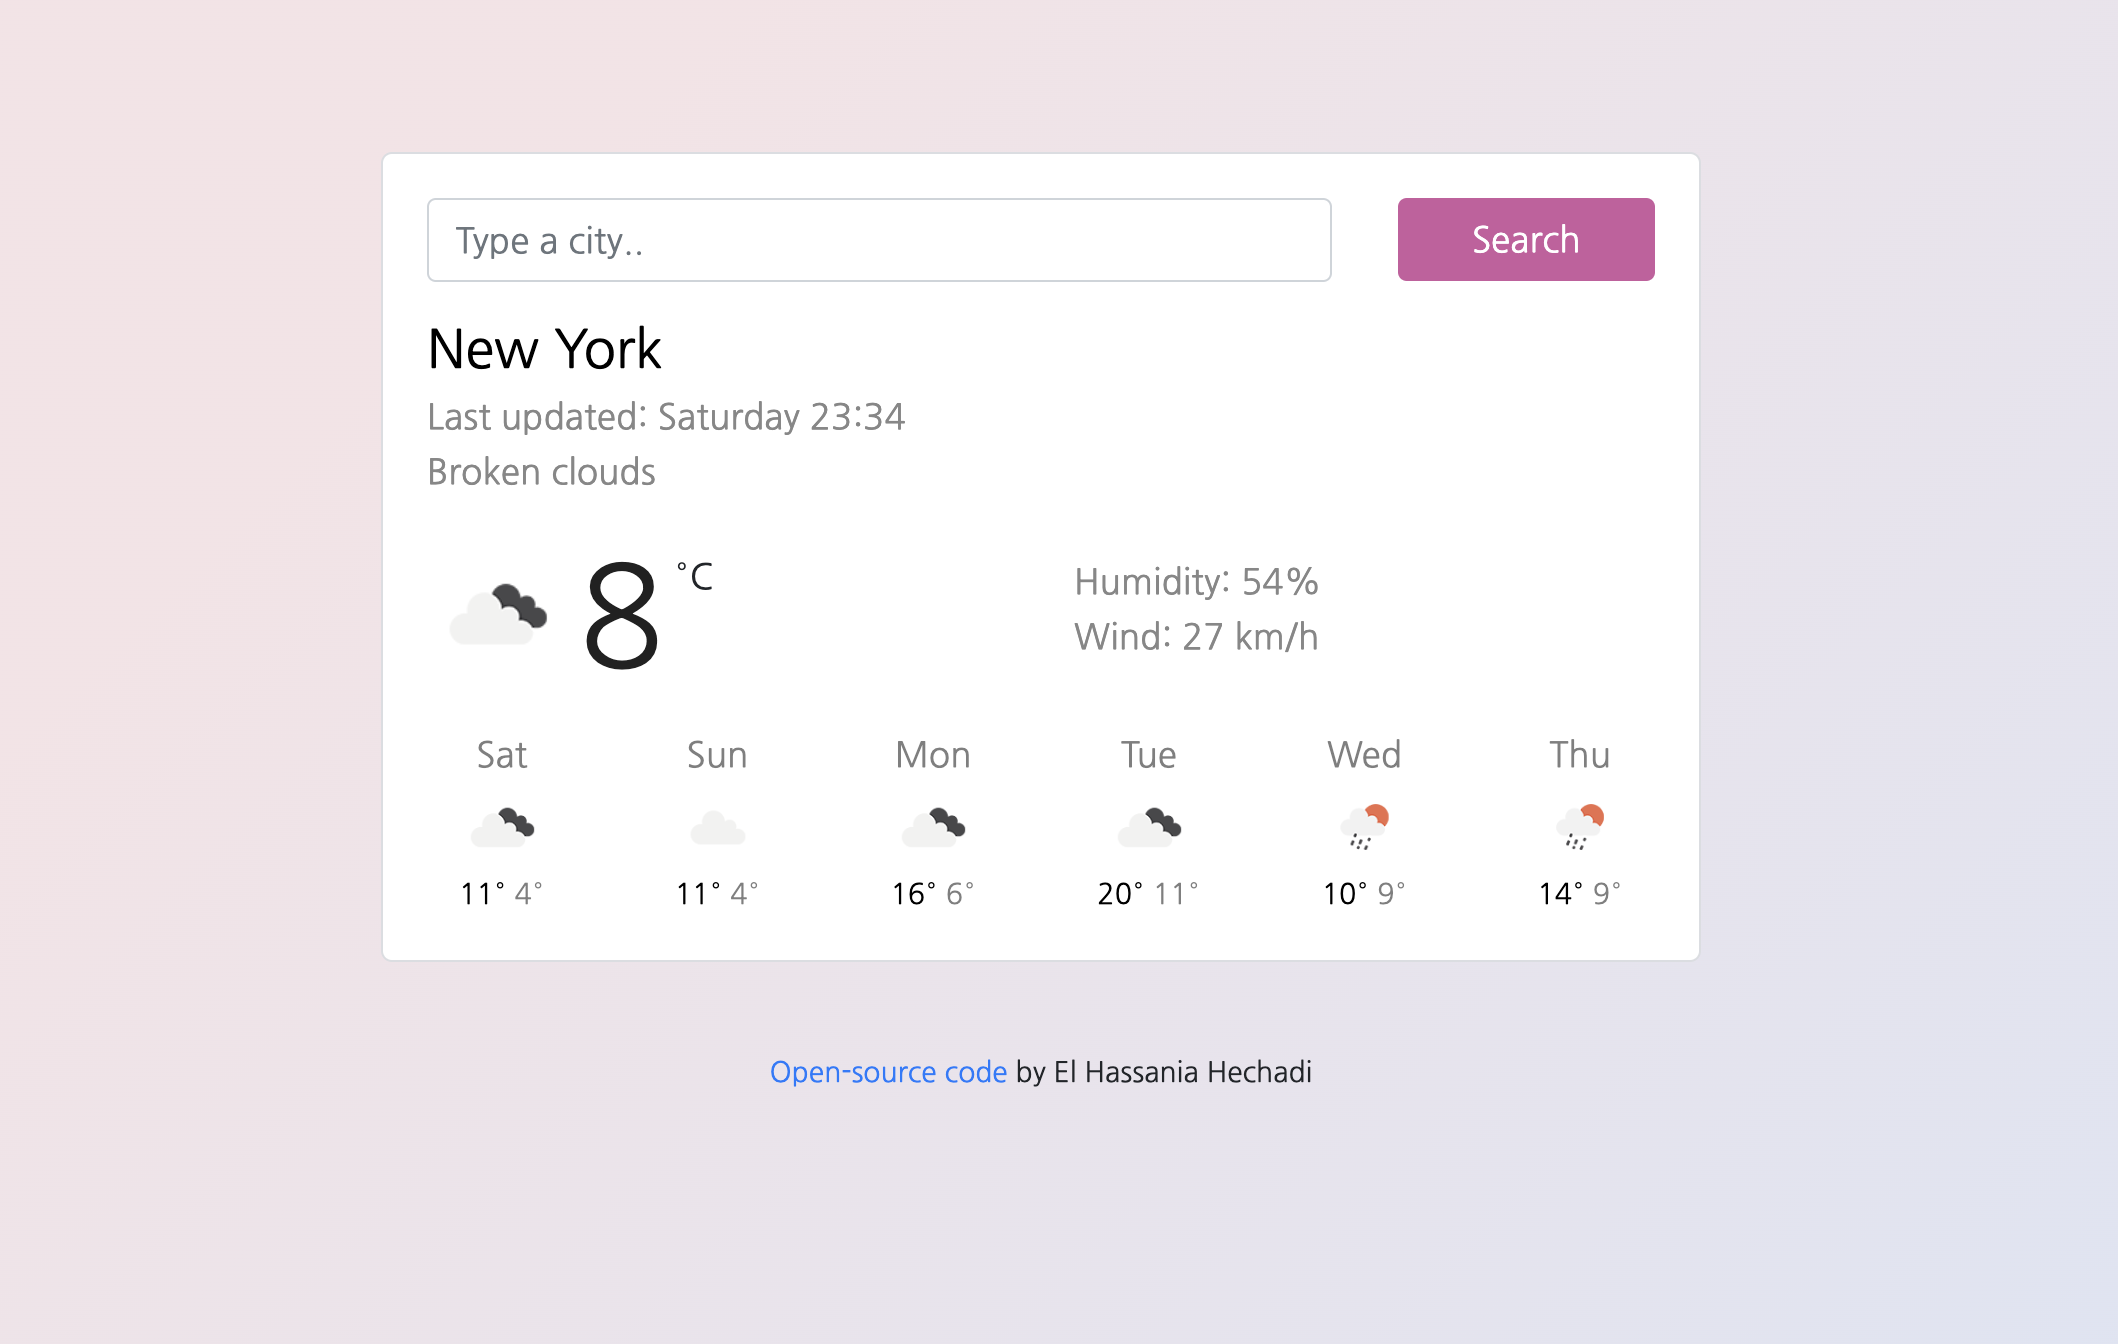 Type a city..
Search
New York
Last updated: Saturday 23:34
Broken clouds
8 °C
Humidity: 54%
Wind: 27 km/h
Sat Sun Mon Tue Wed Thu
11° 4° 11° 4° 16° 6° 20° 11° 10° 9° 14° 9°
Open-source code by El Hassania Hechadi